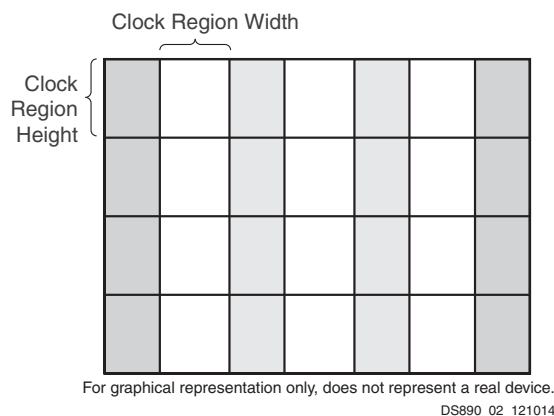 Clock Region Width
Clock
Region
Height
For graphical representation only, does not represent a real device.
DS890_02_121014